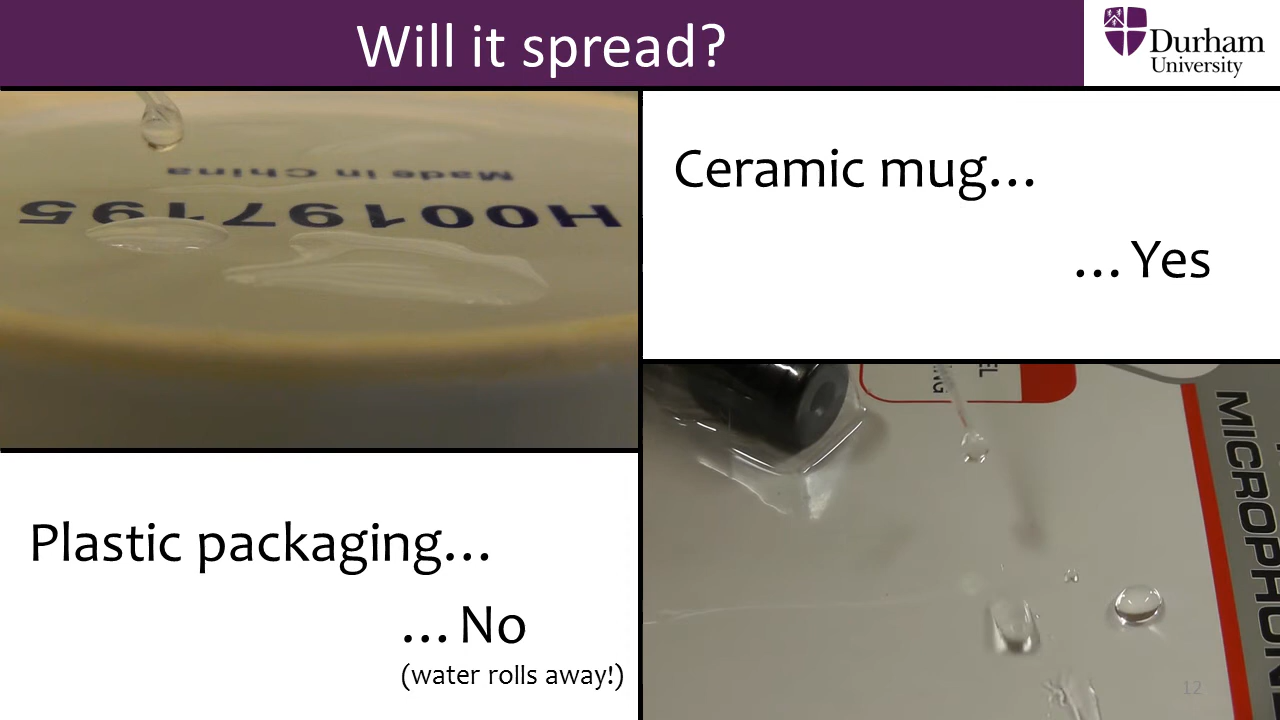 Will it spread?
Durham
University
Made in China
H00197195
Ceramic mug…
… Yes
Plastic packaging…
… No
(water rolls away!)
12